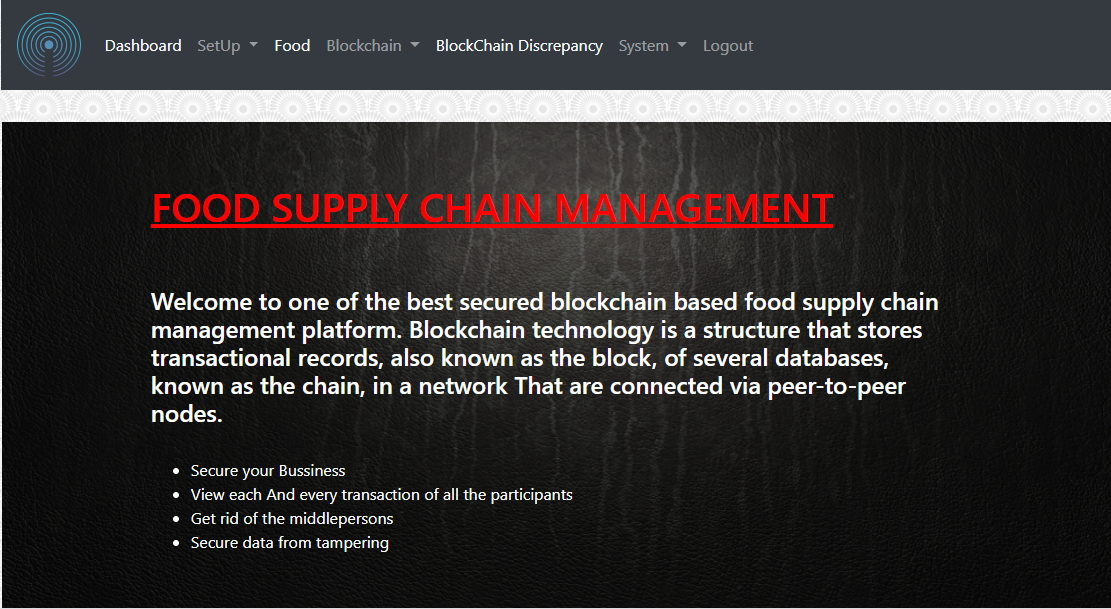 Dashboard SetUp Food Blockchain BlockChain Discrepancy System Logout
FOOD SUPPLY CHAIN MANAGEMENT
Welcome to one of the best secured blockchain based food supply chain
management platform. Blockchain technology is a structure that stores
transactional records, also known as the block, of several databases,
known as the chain, in a network That are connected via peer-to-peer
nodes.
• Secure your Bussiness
• View each And every transaction of all the participants
• Get rid of the middlepersons
• Secure data from tampering